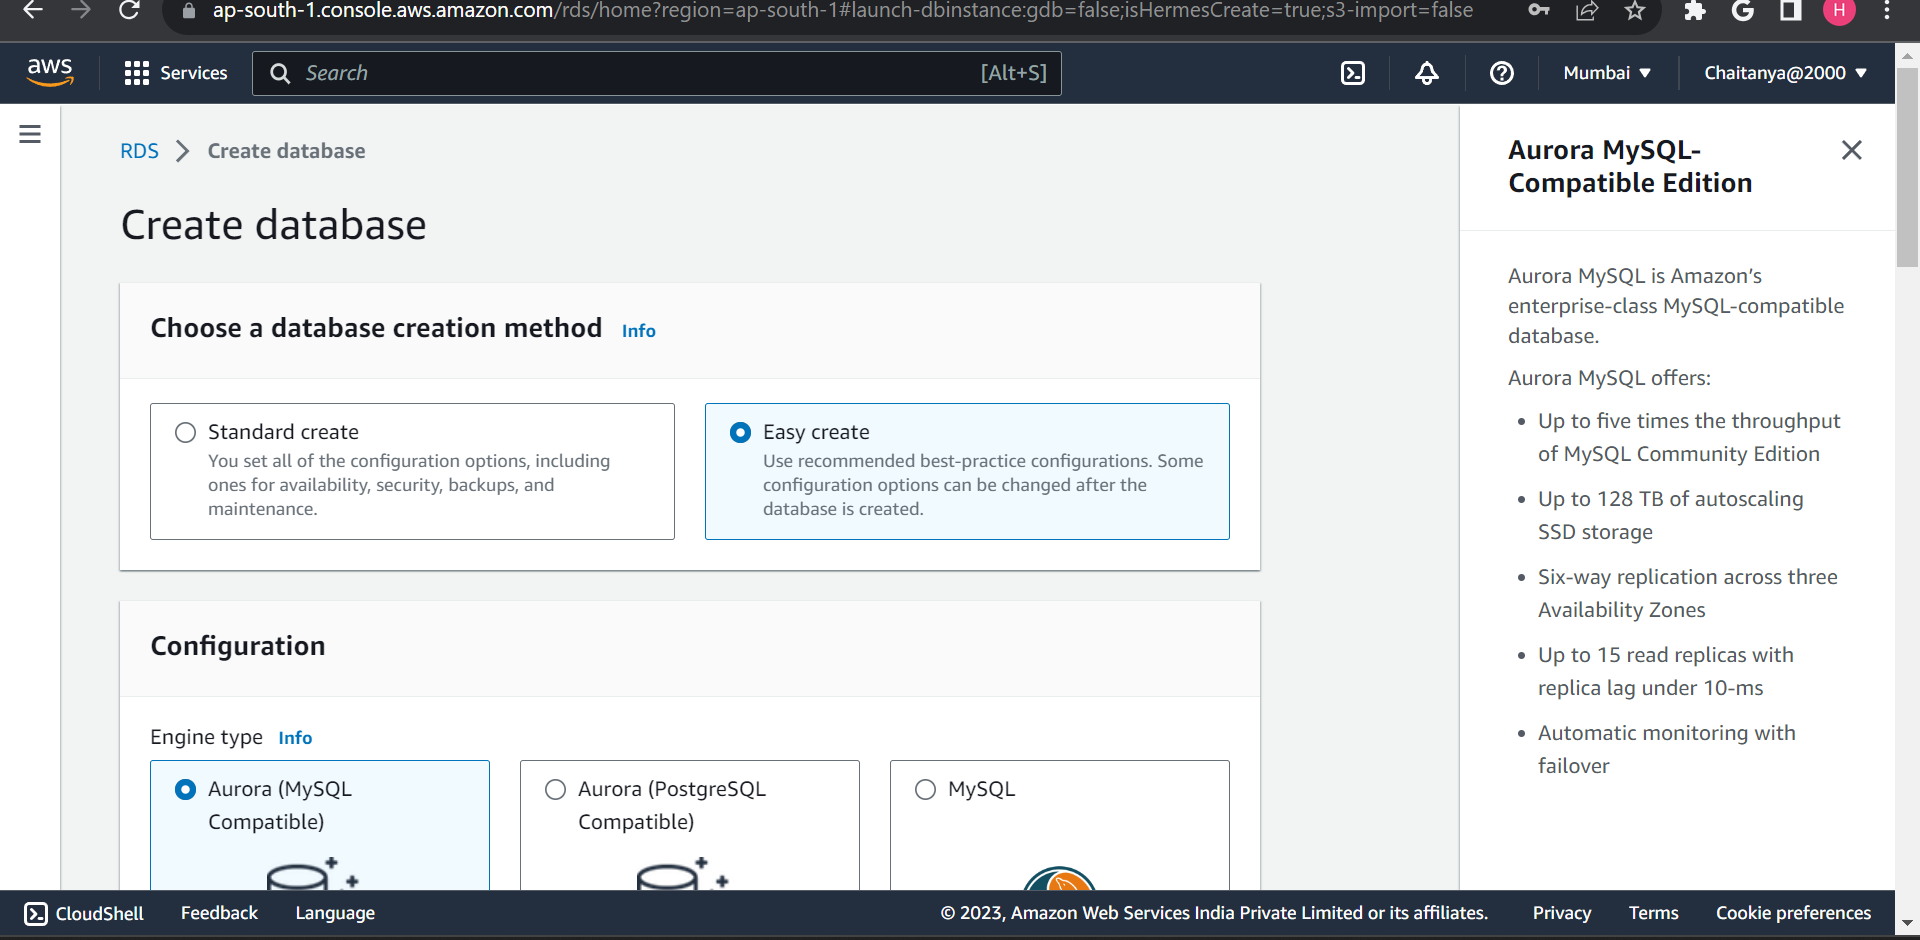 ap-south-1.console.aws.amazon.com/rds/home?region=ap-south-1#launch-dbinstance:gdb=false;isHermesCreate=true;s3-import=false
H
aws
Services
Search
[Alt+S]
Mumbai
Chaitanya@2000
RDS
Create database
Create database
Choose a database creation method Info
Standard create
You set all of the configuration options, including
ones for availability, security, backups, and
maintenance.
Easy create
Use recommended best-practice configurations. Some
configuration options can be changed after the
database is created.
Configuration
Engine type Info
Aurora (MySQL
Compatible)
Aurora (PostgreSQL
Compatible)
MySQL
Aurora MySQL-
Compatible Edition
Aurora MySQL is Amazon’s
enterprise-class MySQL-compatible
database.
Aurora MySQL offers:
• Up to five times the throughput
of MySQL Community Edition
• Up to 128 TB of autoscaling
SSD storage
• Six-way replication across three
Availability Zones
• Up to 15 read replicas with
replica lag under 10-ms
• Automatic monitoring with
failover
CloudShell
Feedback
Language
© 2023, Amazon Web Services India Private Limited or its affiliates.
Privacy
Terms
Cookie preferences